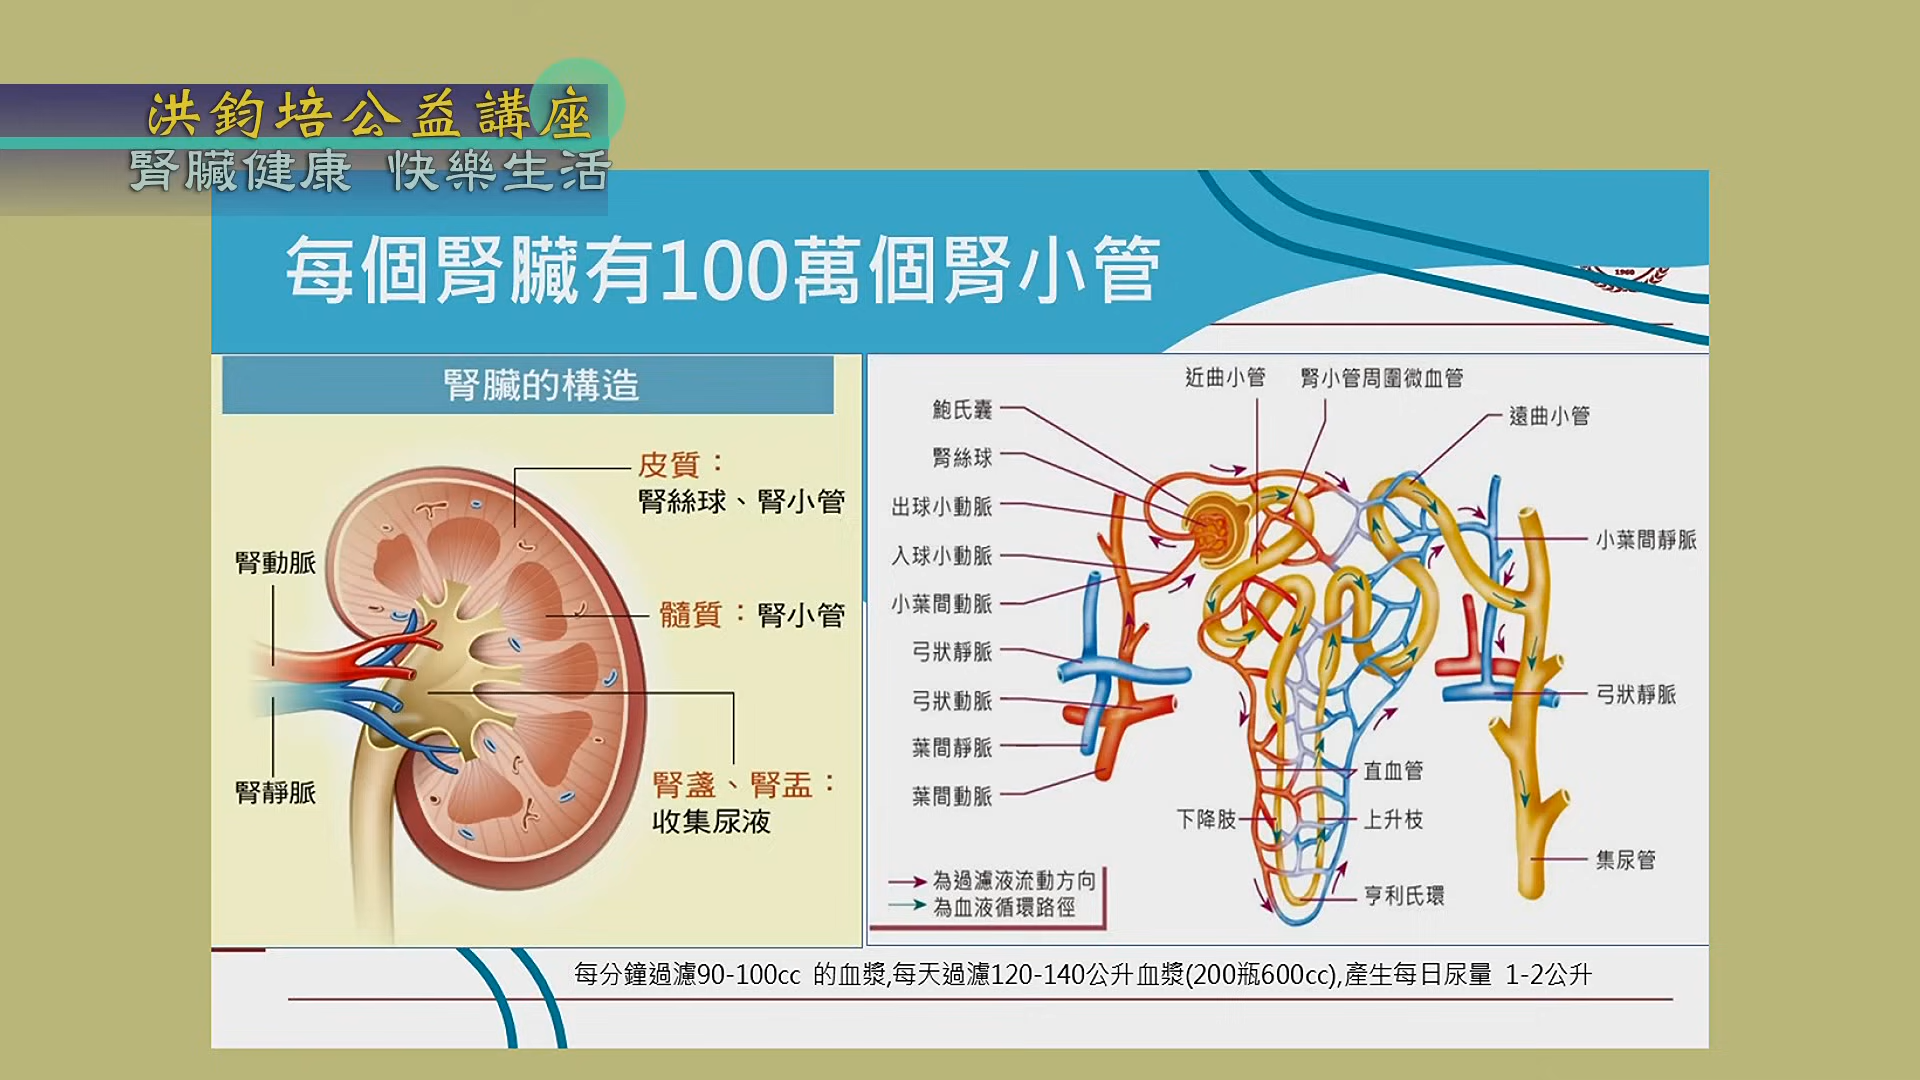 洪鈞培公益講座
腎臟健康 快樂生活
每個腎臟有100萬個腎小管
1960
腎臟的構造
皮質：
腎絲球、腎小管
腎動脈
髓質：腎小管
腎靜脈
腎盞、腎盂：
收集尿液
近曲小管
腎小管周圍微血管
鮑氏囊
遠曲小管
腎絲球
出球小動脈
小葉間靜脈
入球小動脈
小葉間動脈
弓狀靜脈
弓狀靜脈
弓狀動脈
葉間靜脈
直血管
葉間動脈
下降肢
上升枝
集尿管
亨利氏環
為過濾液流動方向
為血液循環路徑
每分鐘過濾90-100cc 的血漿,每天過濾120-140公升血漿(200瓶600cc),產生每日尿量 1-2公升